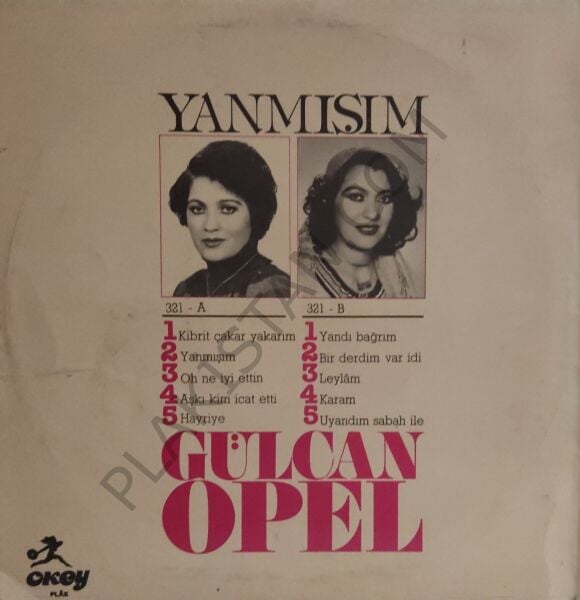 YANMIŞIM
321 - A
1 Kibrit çakar yakarım
2 Yanmışım
3 Oh ne iyi ettin
4 Aşkı kim icat etti
5 Hayriye
321 - B
1 Yandı bağrım
2 Bir derdim var idi
3 Leylâm
4 Karam
5 Uyandım sabah ile
GÜLCAN
OPEL
okey
PLÂK
PLAKISTAN.COM